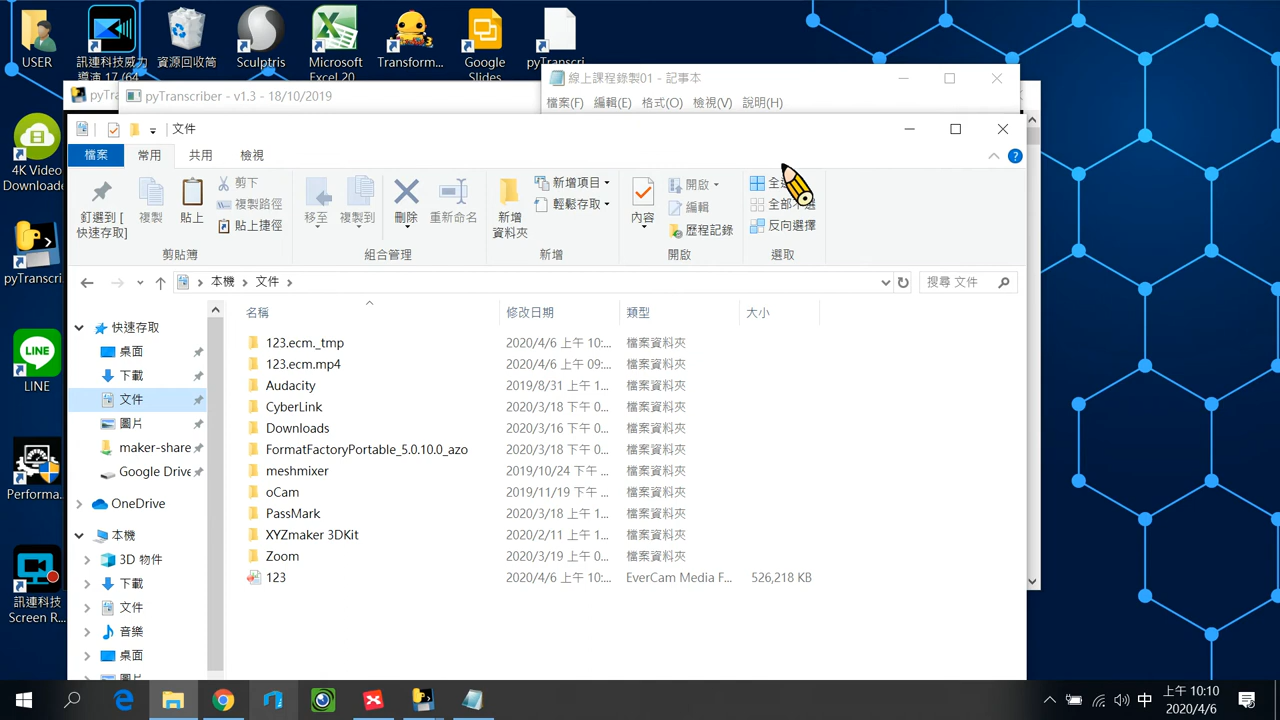 USER
訊連科技威力
導演 17 (64
資源回收筒
Sculptris
Microsoft
Excel 20
Transform...
Google
Slides
pyTranscri
線上課程錄製01 - 記事本
檔案(F) 編輯(E) 格式(O) 檢視(V) 說明(H)
pyTra
pyTranscriber - v1.3 - 18/10/2019
文件
檔案 常用 共用 檢視
釘選到 [
快速存取]
複製
貼上
剪下
複製路徑
貼上捷徑
剪貼簿
移至
複製到
刪除
重新命名
組合管理
新增
資料夾
新增項目
輕鬆存取
新增
內容
開啟
編輯
歷程記錄
開啟
反向選擇
選取
本機 文件
搜尋 文件
名稱 修改日期 類型 大小
123.ecm._tmp 2020/4/6 上午 10:... 檔案資料夾
123.ecm.mp4 2020/4/6 上午 09:... 檔案資料夾
Audacity 2019/8/31 上午 1... 檔案資料夾
CyberLink 2020/3/18 下午 0... 檔案資料夾
Downloads 2020/3/16 下午 0... 檔案資料夾
FormatFactoryPortable_5.0.10.0_azo 2020/3/18 下午 0... 檔案資料夾
meshmixer 2019/10/24 下午 ... 檔案資料夾
oCam 2019/11/19 下午 ... 檔案資料夾
PassMark 2020/3/18 下午 0... 檔案資料夾
XYZmaker 3DKit 2020/2/11 上午 1... 檔案資料夾
Zoom 2020/3/19 上午 0... 檔案資料夾
123 2020/4/6 上午 10:... EverCam Media F... 526,218 KB
快速存取
桌面
下載
文件
圖片
maker-share
Google Drive
OneDrive
本機
3D 物件
下載
文件
音樂
桌面
4K Video
Downloade
pyTranscri
LINE
Performa...
訊連科技
Screen R...
中
上午 10:10
2020/4/6